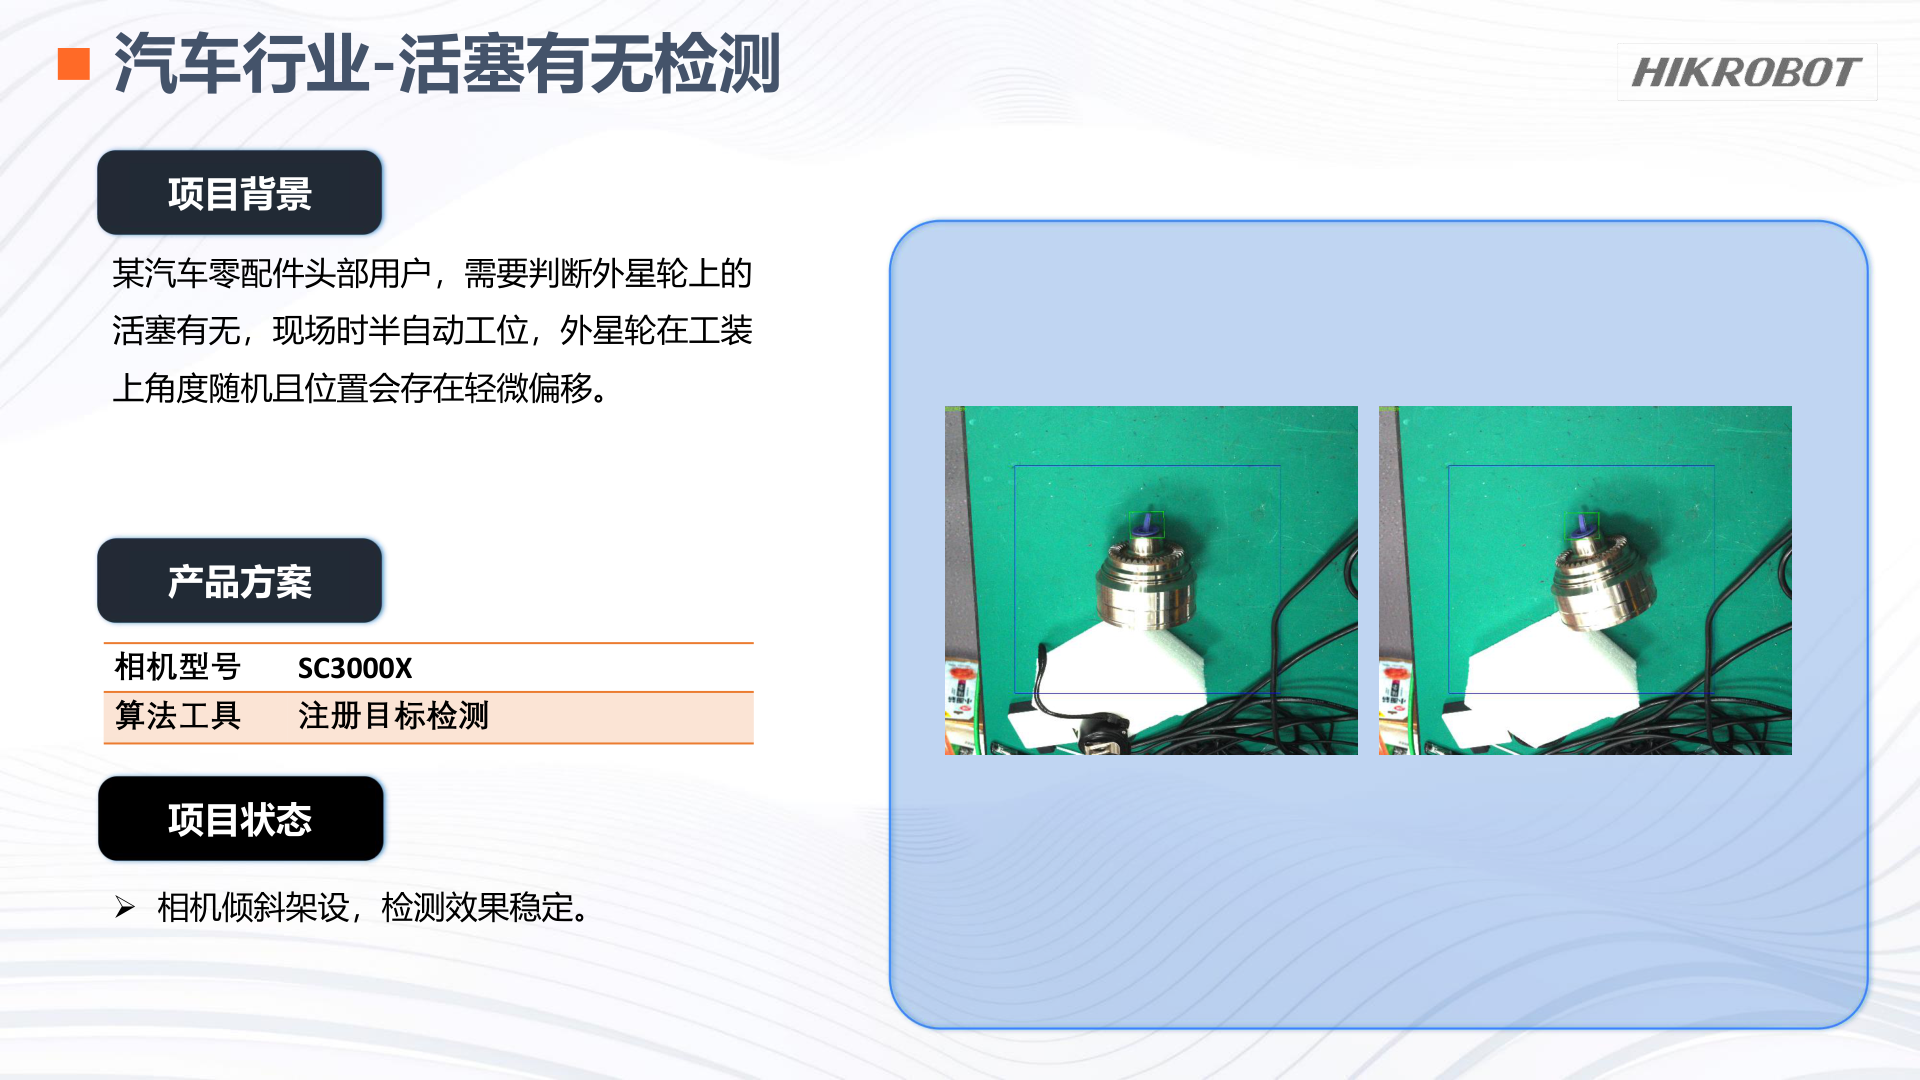 汽车行业-活塞有无检测
HIKROBOT
项目背景
某汽车零配件头部用户，需要判断外星轮上的
活塞有无，现场时半自动工位，外星轮在工装
上角度随机且位置会存在轻微偏移。
产品方案
相机型号 SC3000X
算法工具 注册目标检测
项目状态
➢ 相机倾斜架设，检测效果稳定。